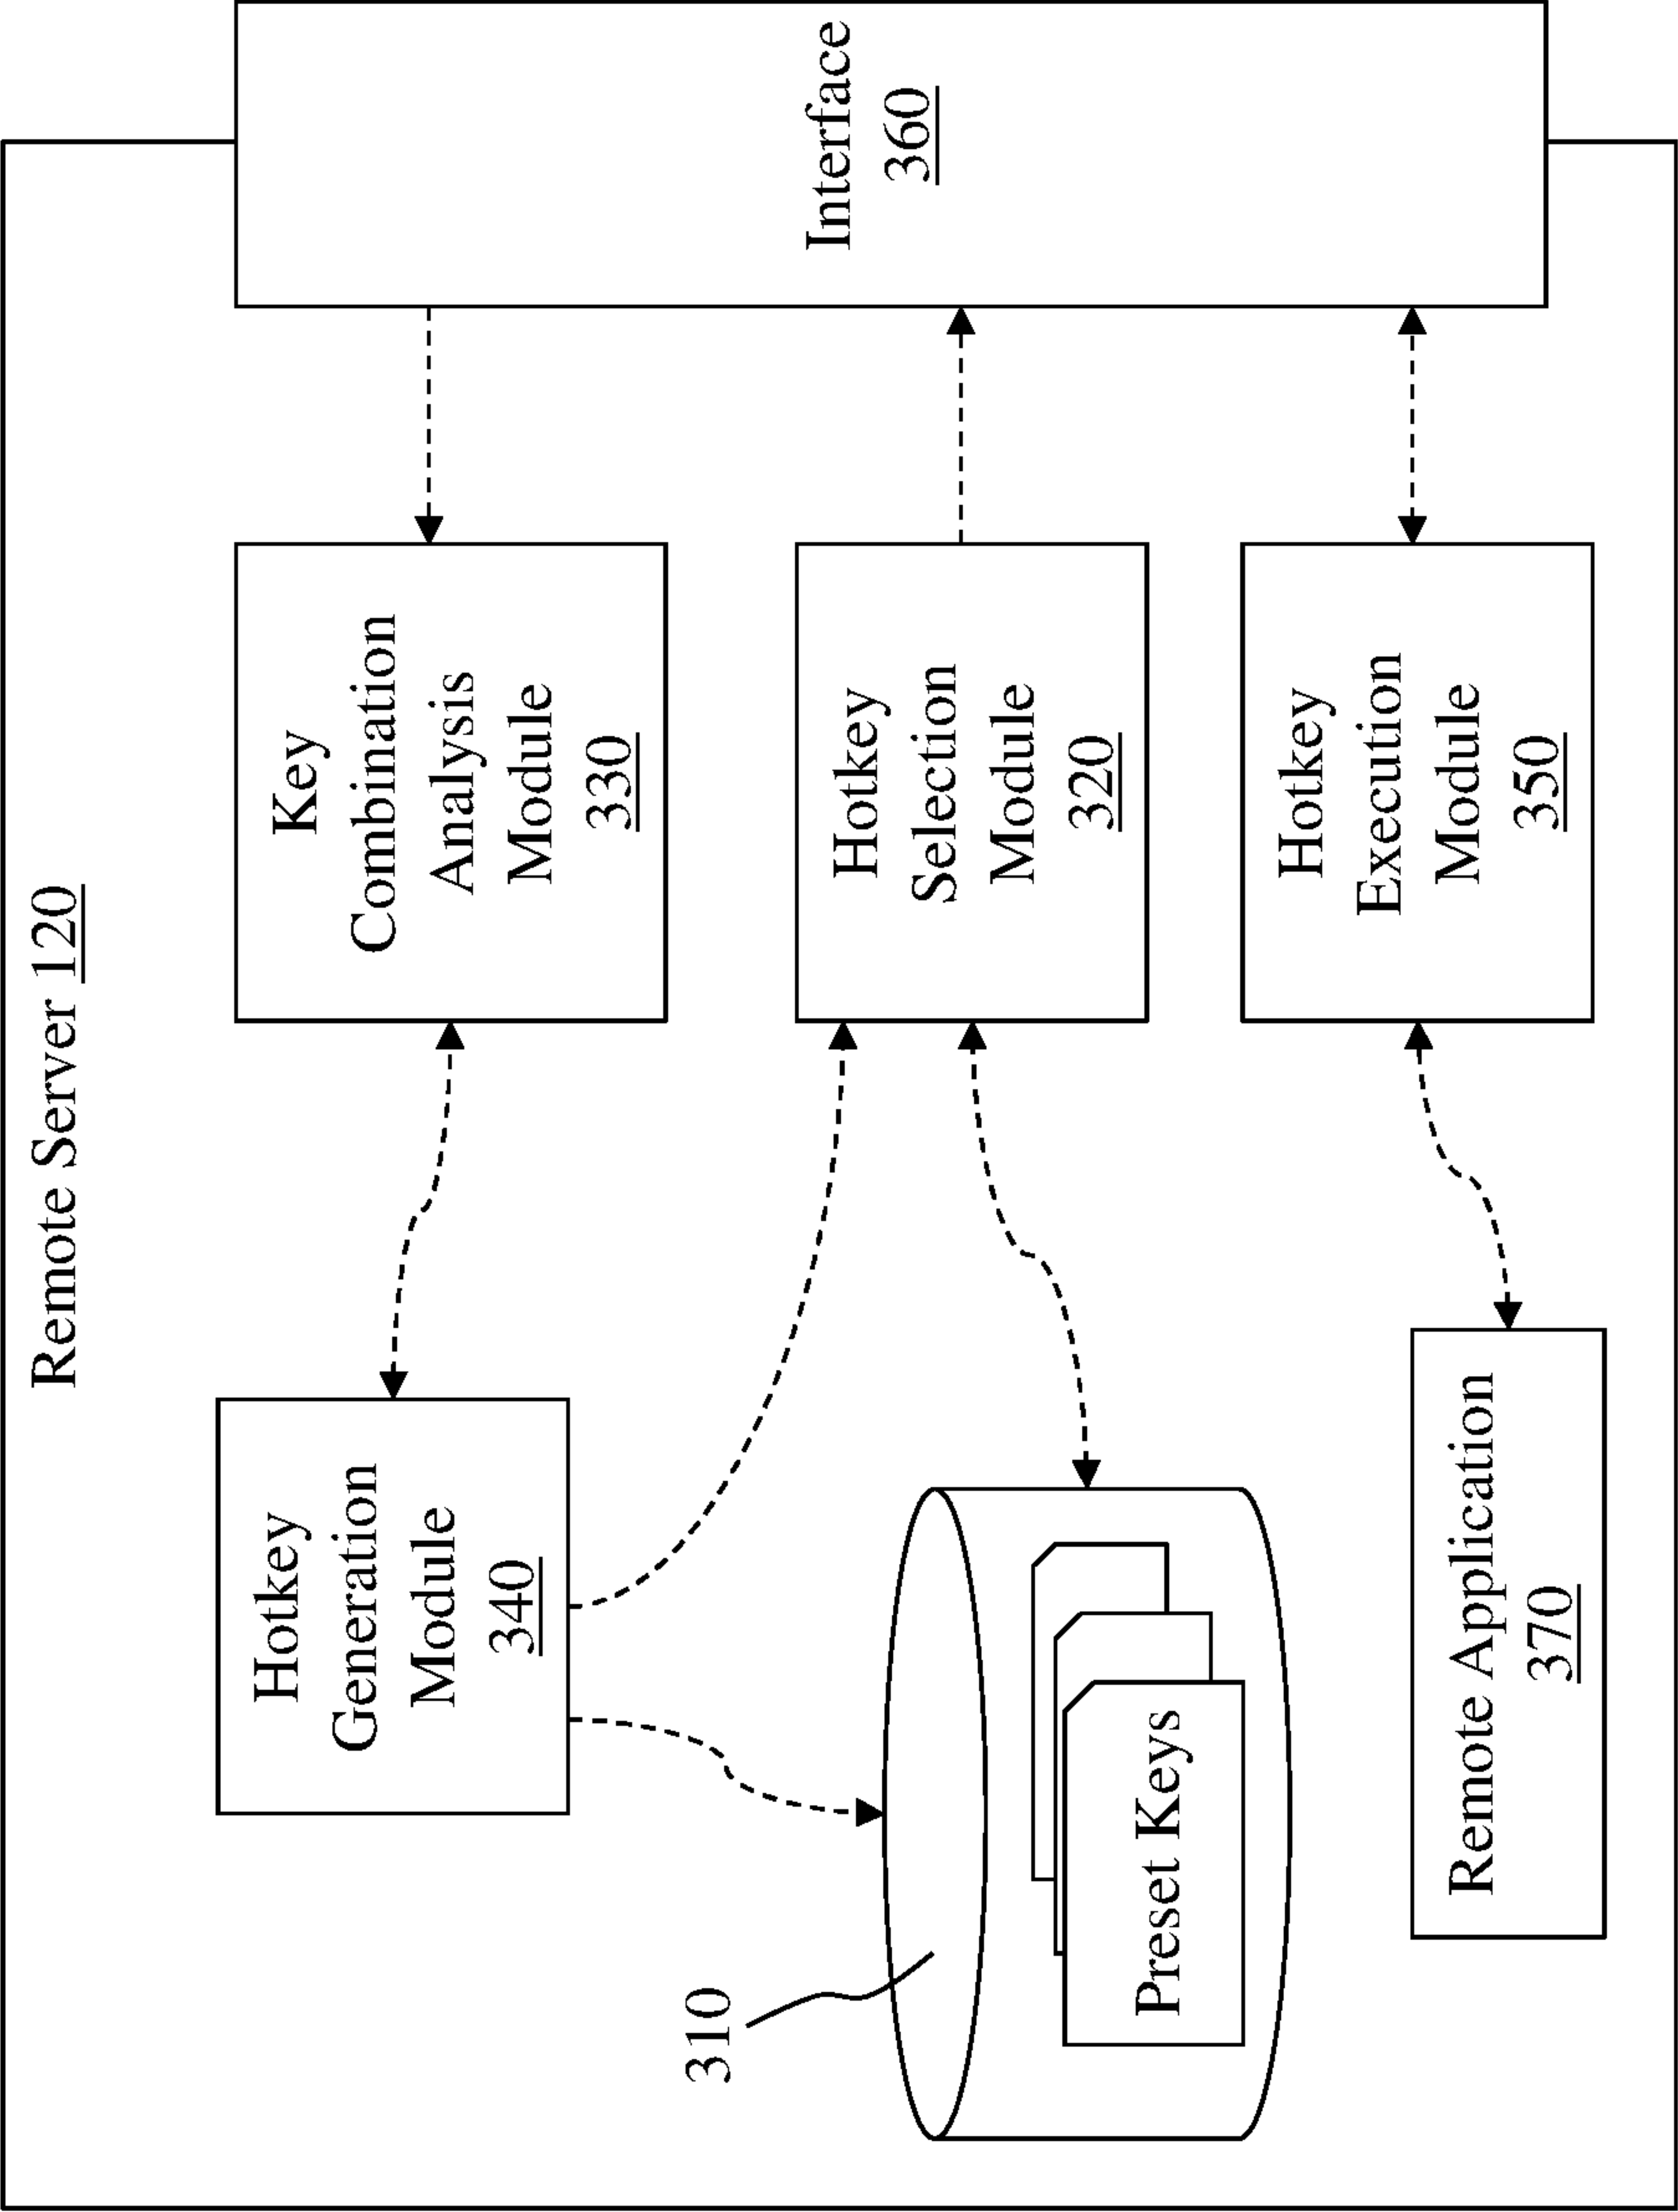 Remote Server 120
Hotkey
Generation
Module
340
Key
Combination
Analysis
Module
330
Interface
360
310
Preset Keys
Hotkey
Selection
Module
320
Remote Application
370
Hotkey
Execution
Module
350